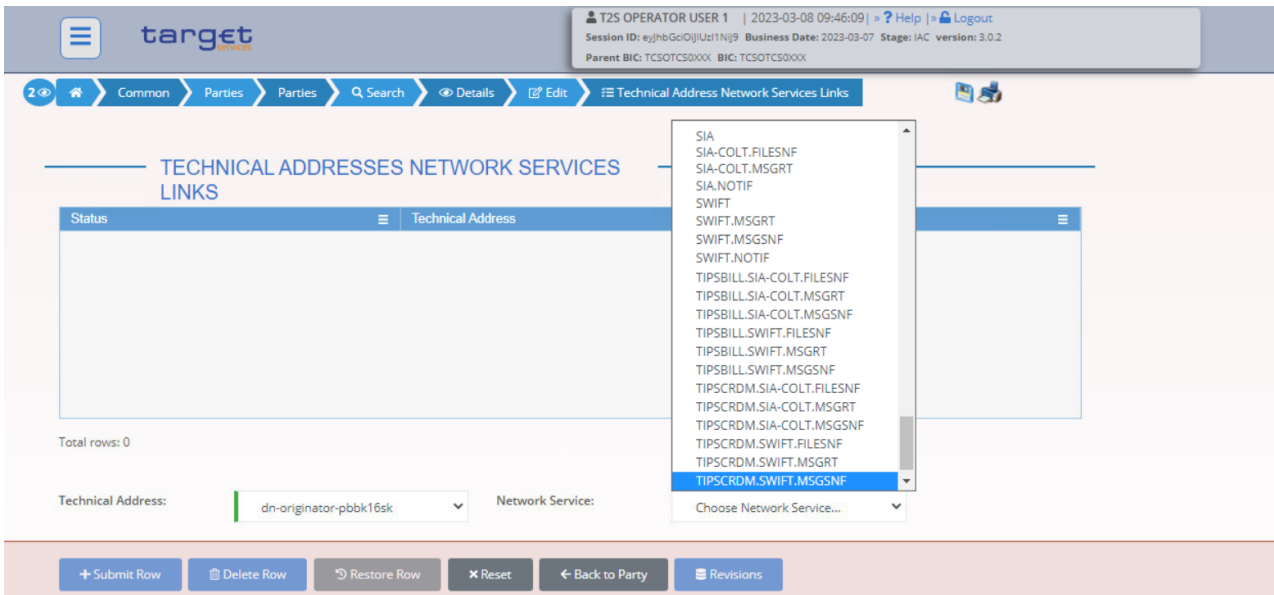 target
services
T2S OPERATOR USER 1 | 2023-03-08 09:46:09| » ? Help |» Logout
Session ID: eyJhbGciOiJIUzI1NiJ9 Business Date: 2023-03-07 Stage: IAC version: 3.0.2
Parent BIC: TCSOTCS0XXX BIC: TCSOTCS0XXX
2 Common Parties Parties Search Details Edit Technical Address Network Services Links
TECHNICAL ADDRESSES NETWORK SERVICES
LINKS
Status Technical Address
SIA
SIA-COLT.FILESNF
SIA-COLT.MSGRT
SIA.NOTIF
SWIFT
SWIFT.MSGRT
SWIFT.MSGSNF
SWIFT.NOTIF
TIPSBILL.SIA-COLT.FILESNF
TIPSBILL.SIA-COLT.MSGRT
TIPSBILL.SIA-COLT.MSGSNF
TIPSBILL.SWIFT.FILESNF
TIPSBILL.SWIFT.MSGRT
TIPSBILL.SWIFT.MSGSNF
TIPSCRDM.SIA-COLT.FILESNF
TIPSCRDM.SIA-COLT.MSGRT
TIPSCRDM.SIA-COLT.MSGSNF
TIPSCRDM.SWIFT.FILESNF
TIPSCRDM.SWIFT.MSGRT
TIPSCRDM.SWIFT.MSGSNF
Total rows: 0
Technical Address: dn-originator-pbbk16sk Network Service: Choose Network Service...
+ Submit Row Delete Row Restore Row × Reset ← Back to Party Revisions